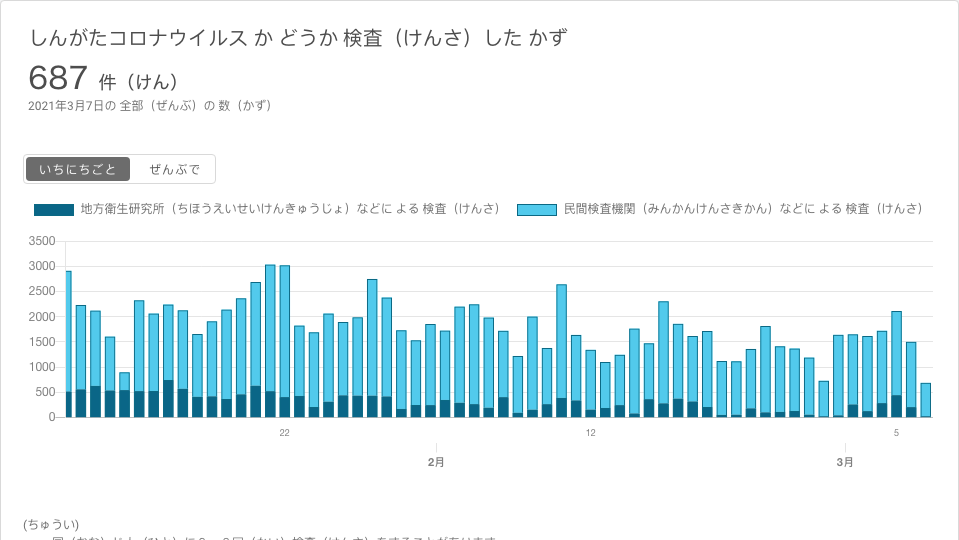 しんがたコロナウイルス か どうか 検査（けんさ）した かず
687 件（けん）
2021年3月7日の 全部（ぜんぶ）の 数（かず）
いちにちごと ぜんぶで
地方衛生研究所（ちほうえいせいけんきゅうじょ）などに よる 検査（けんさ） 民間検査機関（みんかんけんさきかん）などに よる 検査（けんさ）
3500
3000
2500
2000
1500
1000
500
0
22 12 5
2月 3月
(ちゅうい)